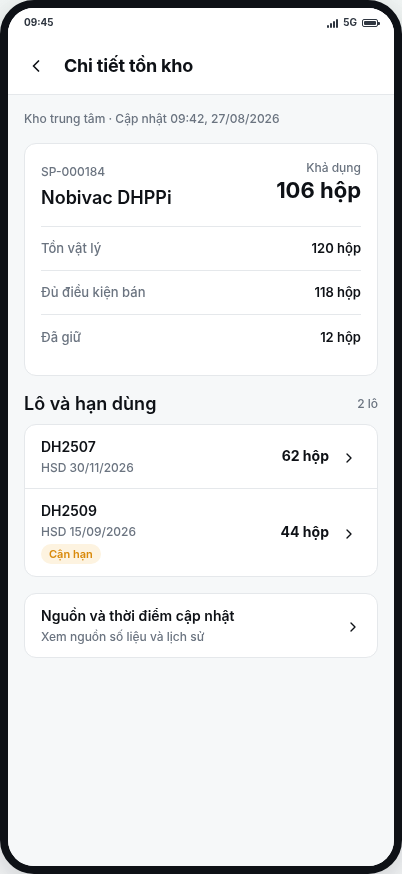 09:45
5G
Chi tiết tồn kho
Kho trung tâm · Cập nhật 09:42, 27/08/2026
SP-000184
Khả dụng
Nobivac DHPPi
106 hộp
Tồn vật lý
120 hộp
Đủ điều kiện bán
118 hộp
Đã giữ
12 hộp
Lô và hạn dùng
2 lô
DH2507
HSD 30/11/2026
62 hộp
DH2509
HSD 15/09/2026
44 hộp
Cận hạn
Nguồn và thời điểm cập nhật
Xem nguồn số liệu và lịch sử